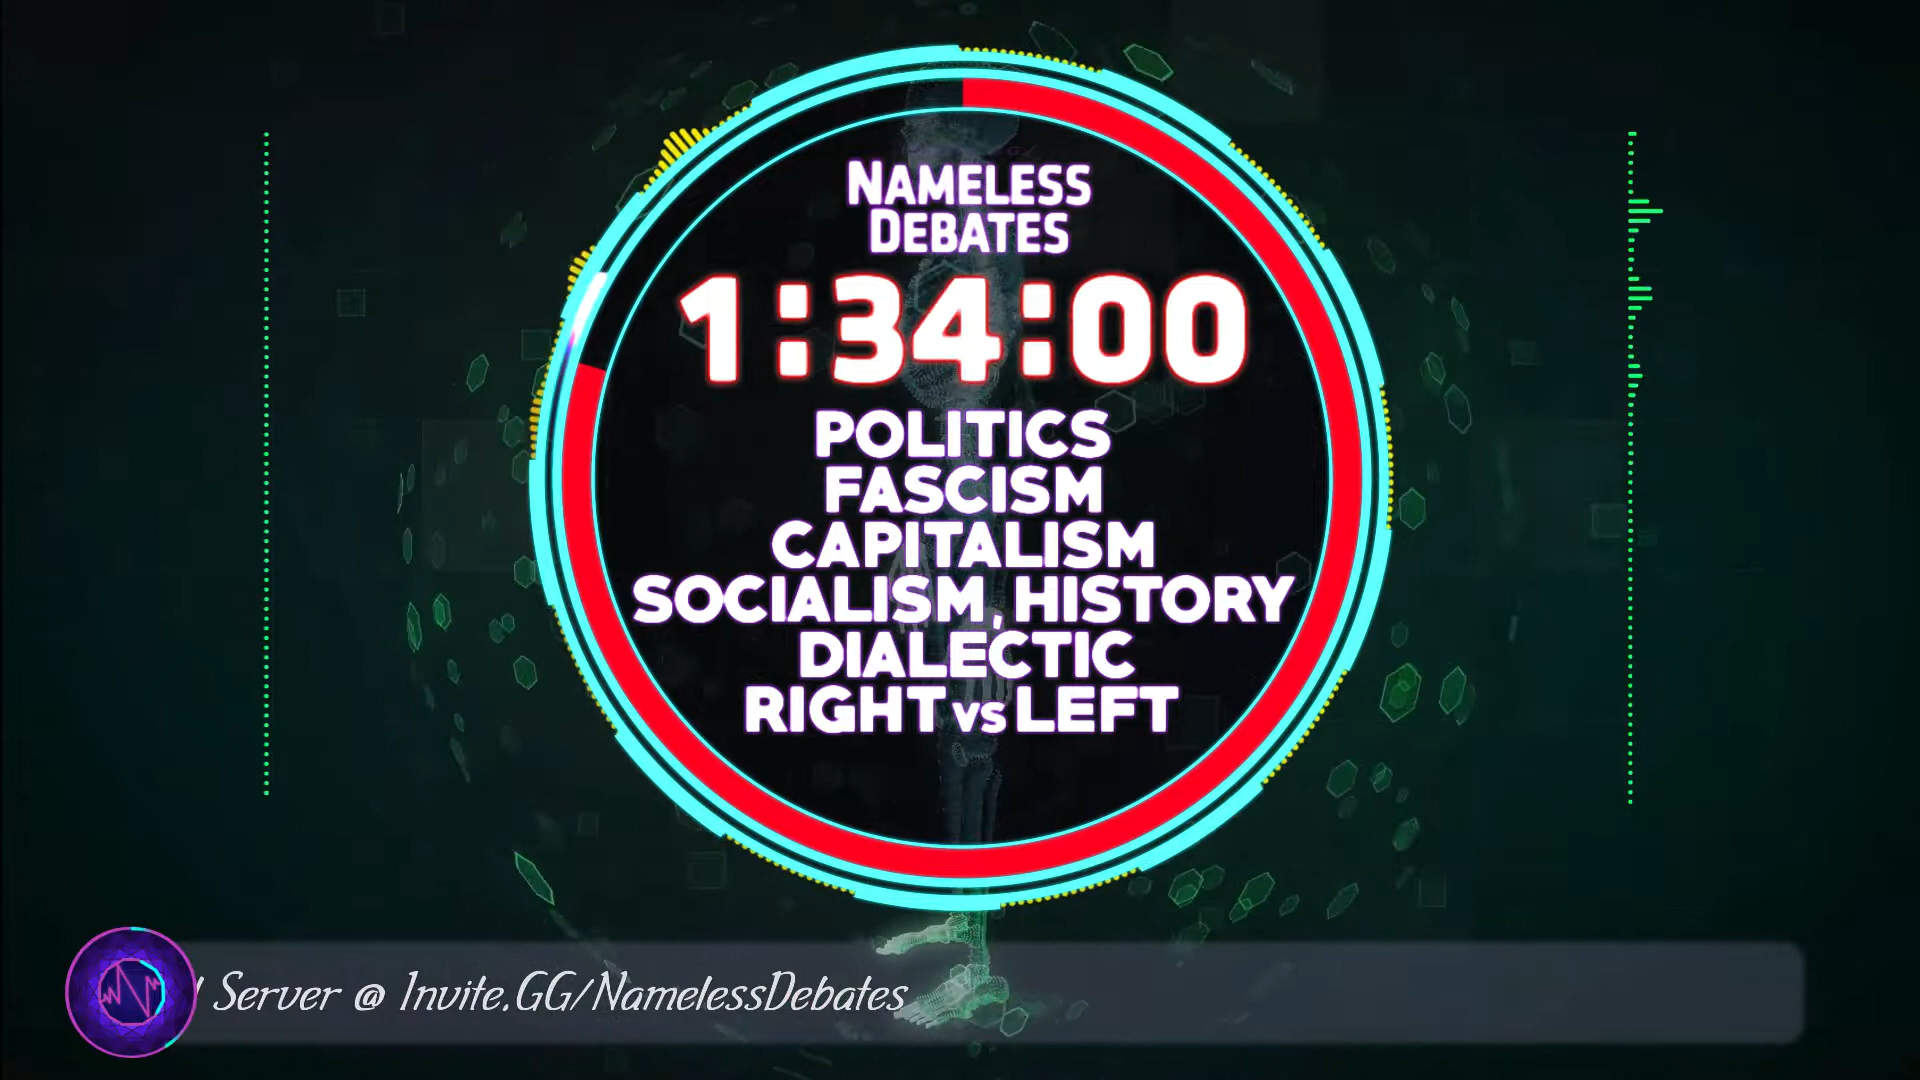 NAMELESS
DEBATES
1:34:00
POLITICS
FASCISM
CAPITALISM
SOCIALISM, HISTORY
DIALECTIC
RIGHT vs LEFT
Server @ Invite.GG/NamelessDebates